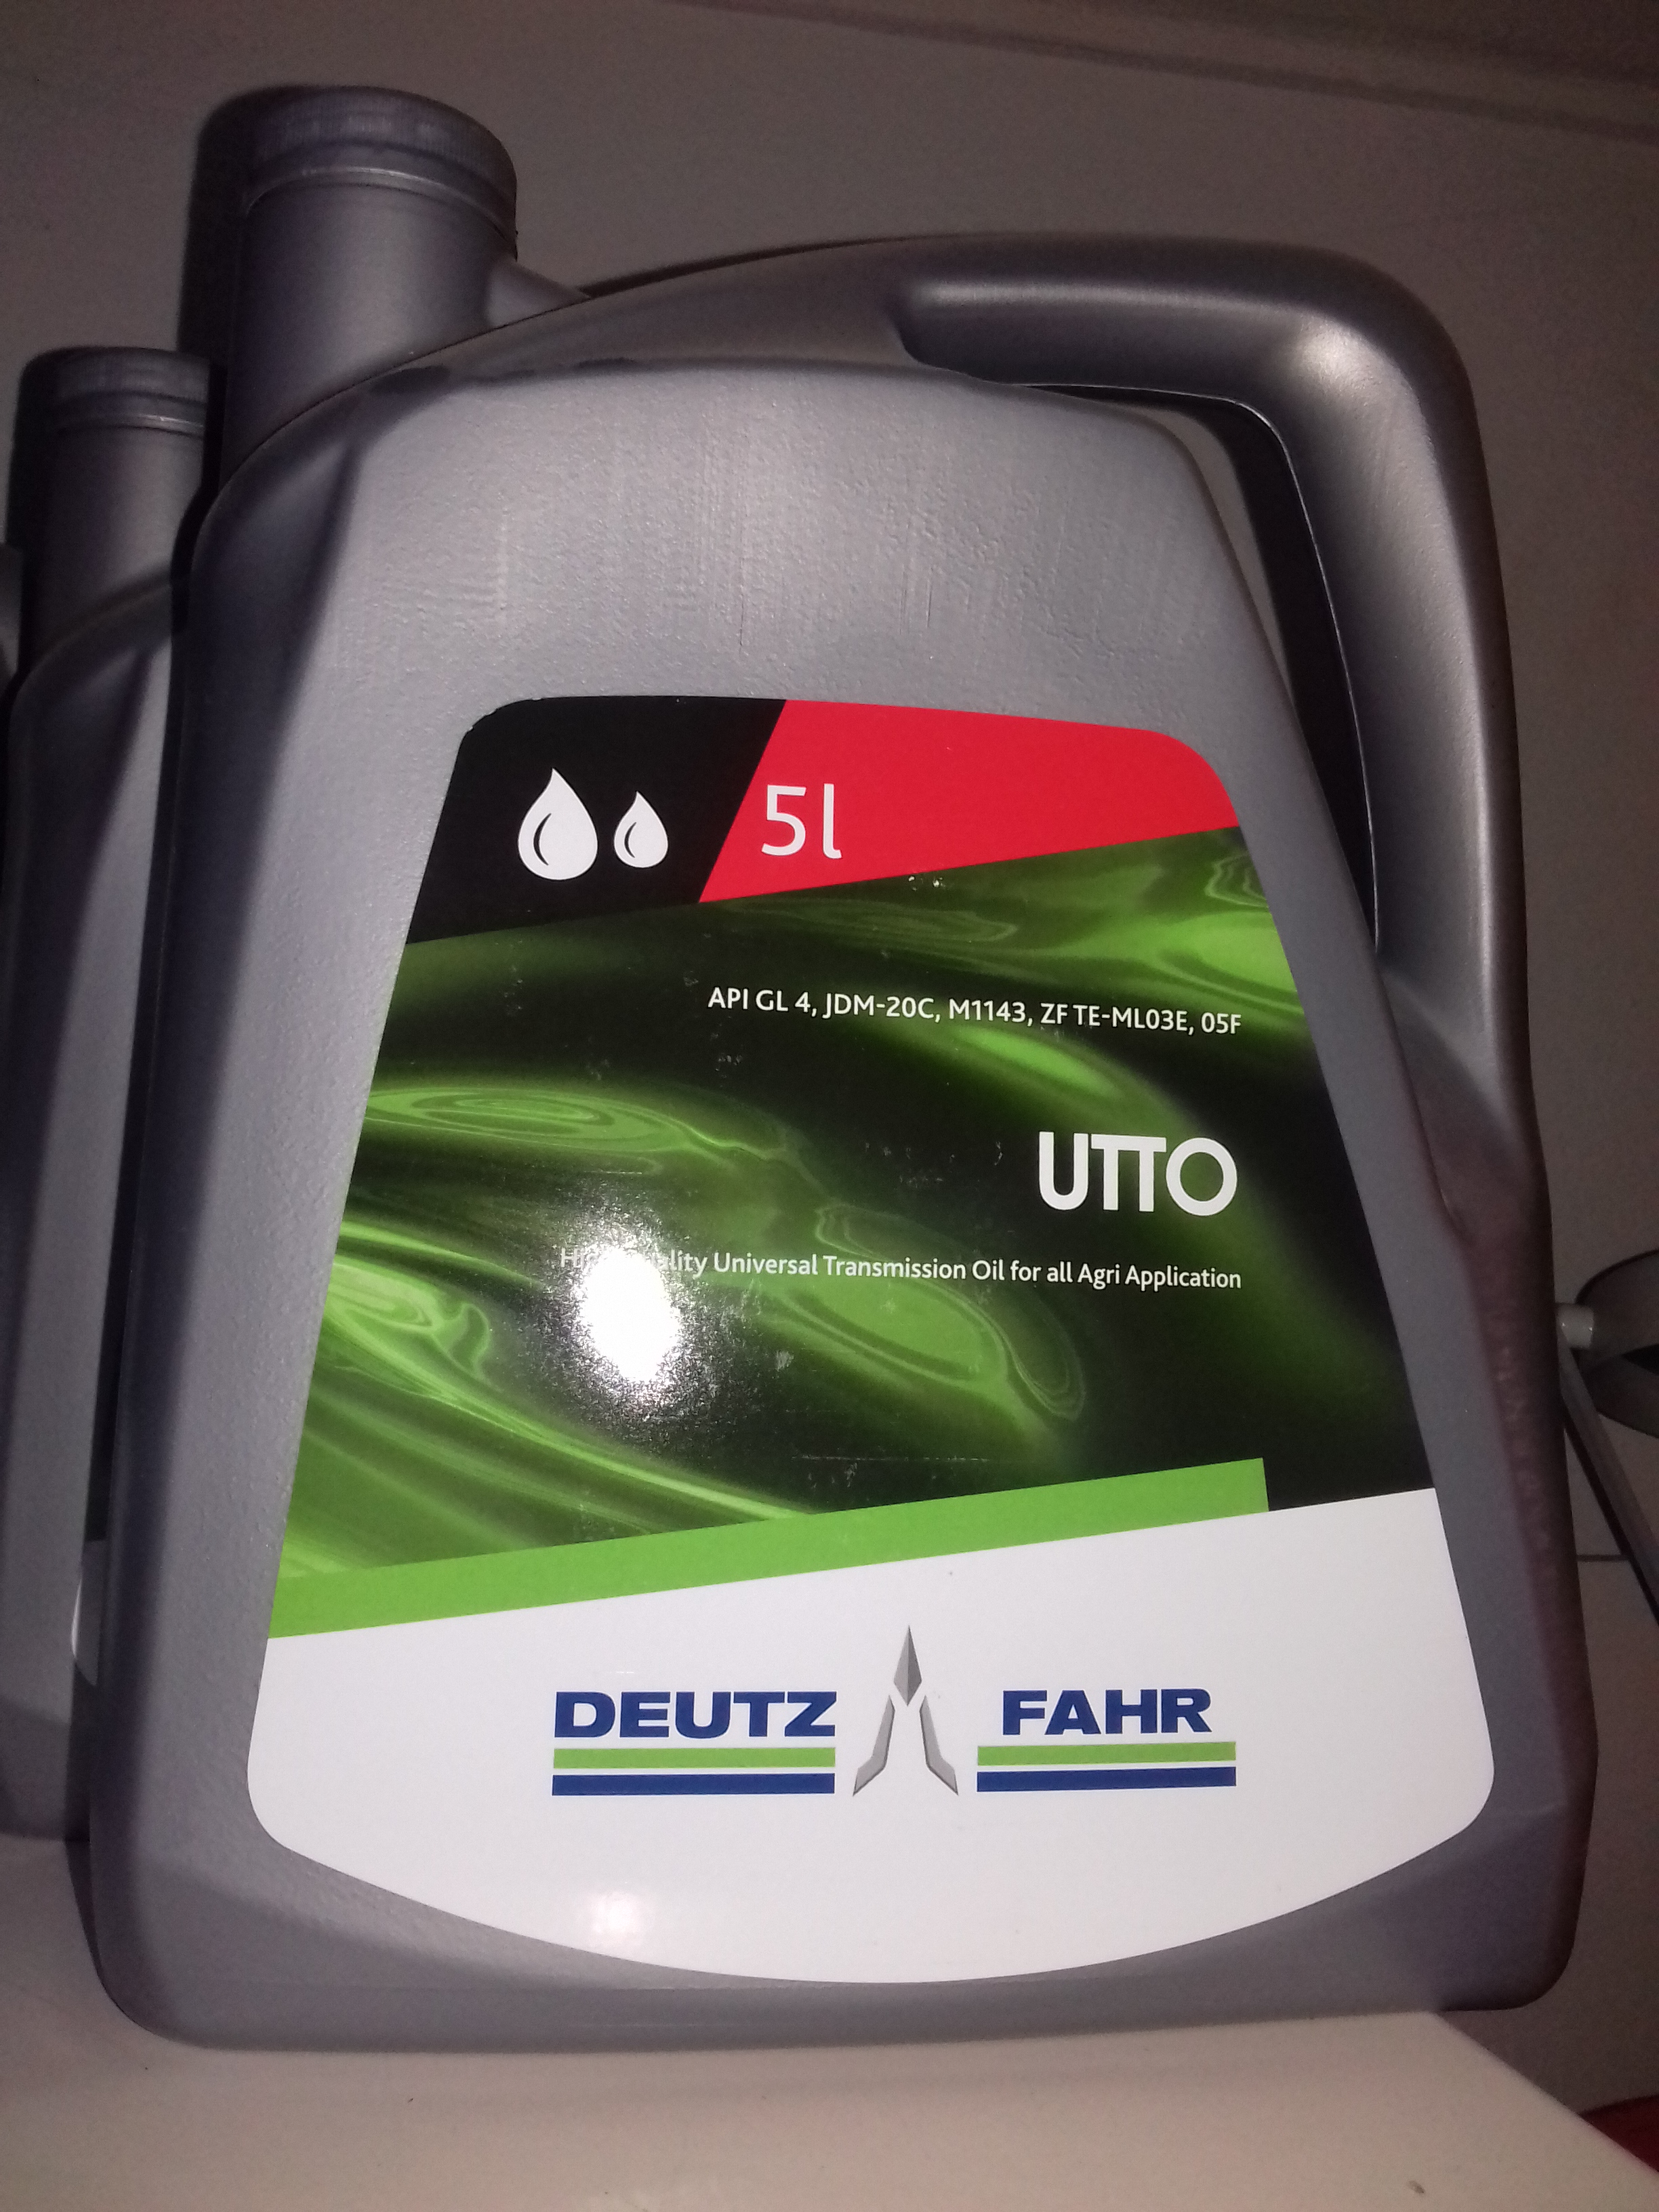 5l
API GL 4, JDM-20C, M1143, ZF TE-ML03E, 05F
UTTO
Universal Transmission Oil for all Agri Application
DEUTZ FAHR